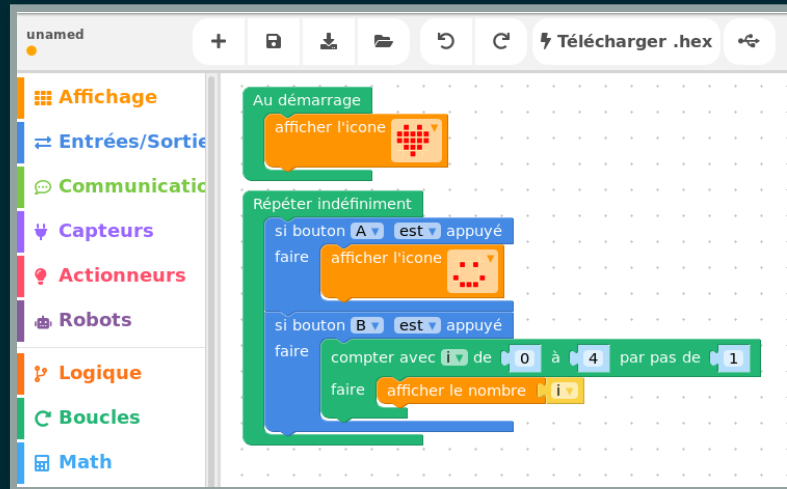 unamed
Télécharger .hex
Affichage
Entrées/Sortie
Communicatio
Capteurs
Actionneurs
Robots
Logique
Boucles
Math
Au démarrage
afficher l'icone
Répéter indéfiniment
si bouton A est appuyé
faire afficher l'icone
si bouton B est appuyé
faire compter avec i de 0 à 4 par pas de 1
faire afficher le nombre i